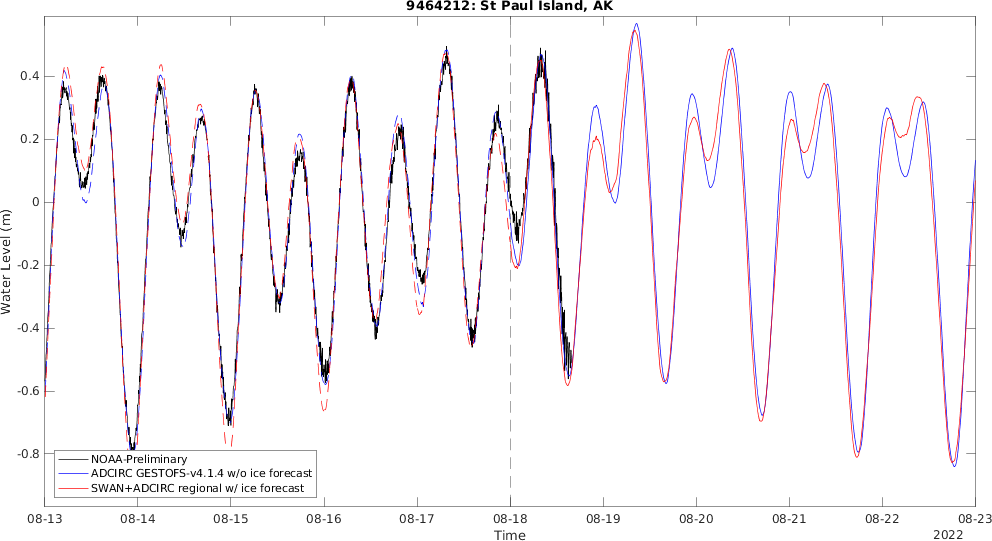 9464212: St Paul Island, AK
Water Level (m)
0.4
0.2
0
-0.2
-0.4
-0.6
-0.8
NOAA-Preliminary
ADCIRC GESTOFS-v4.1.4 w/o ice forecast
SWAN+ADCIRC regional w/ ice forecast
08-13 08-14 08-15 08-16 08-17 08-18 08-19 08-20 08-21 08-22 08-23
Time
2022